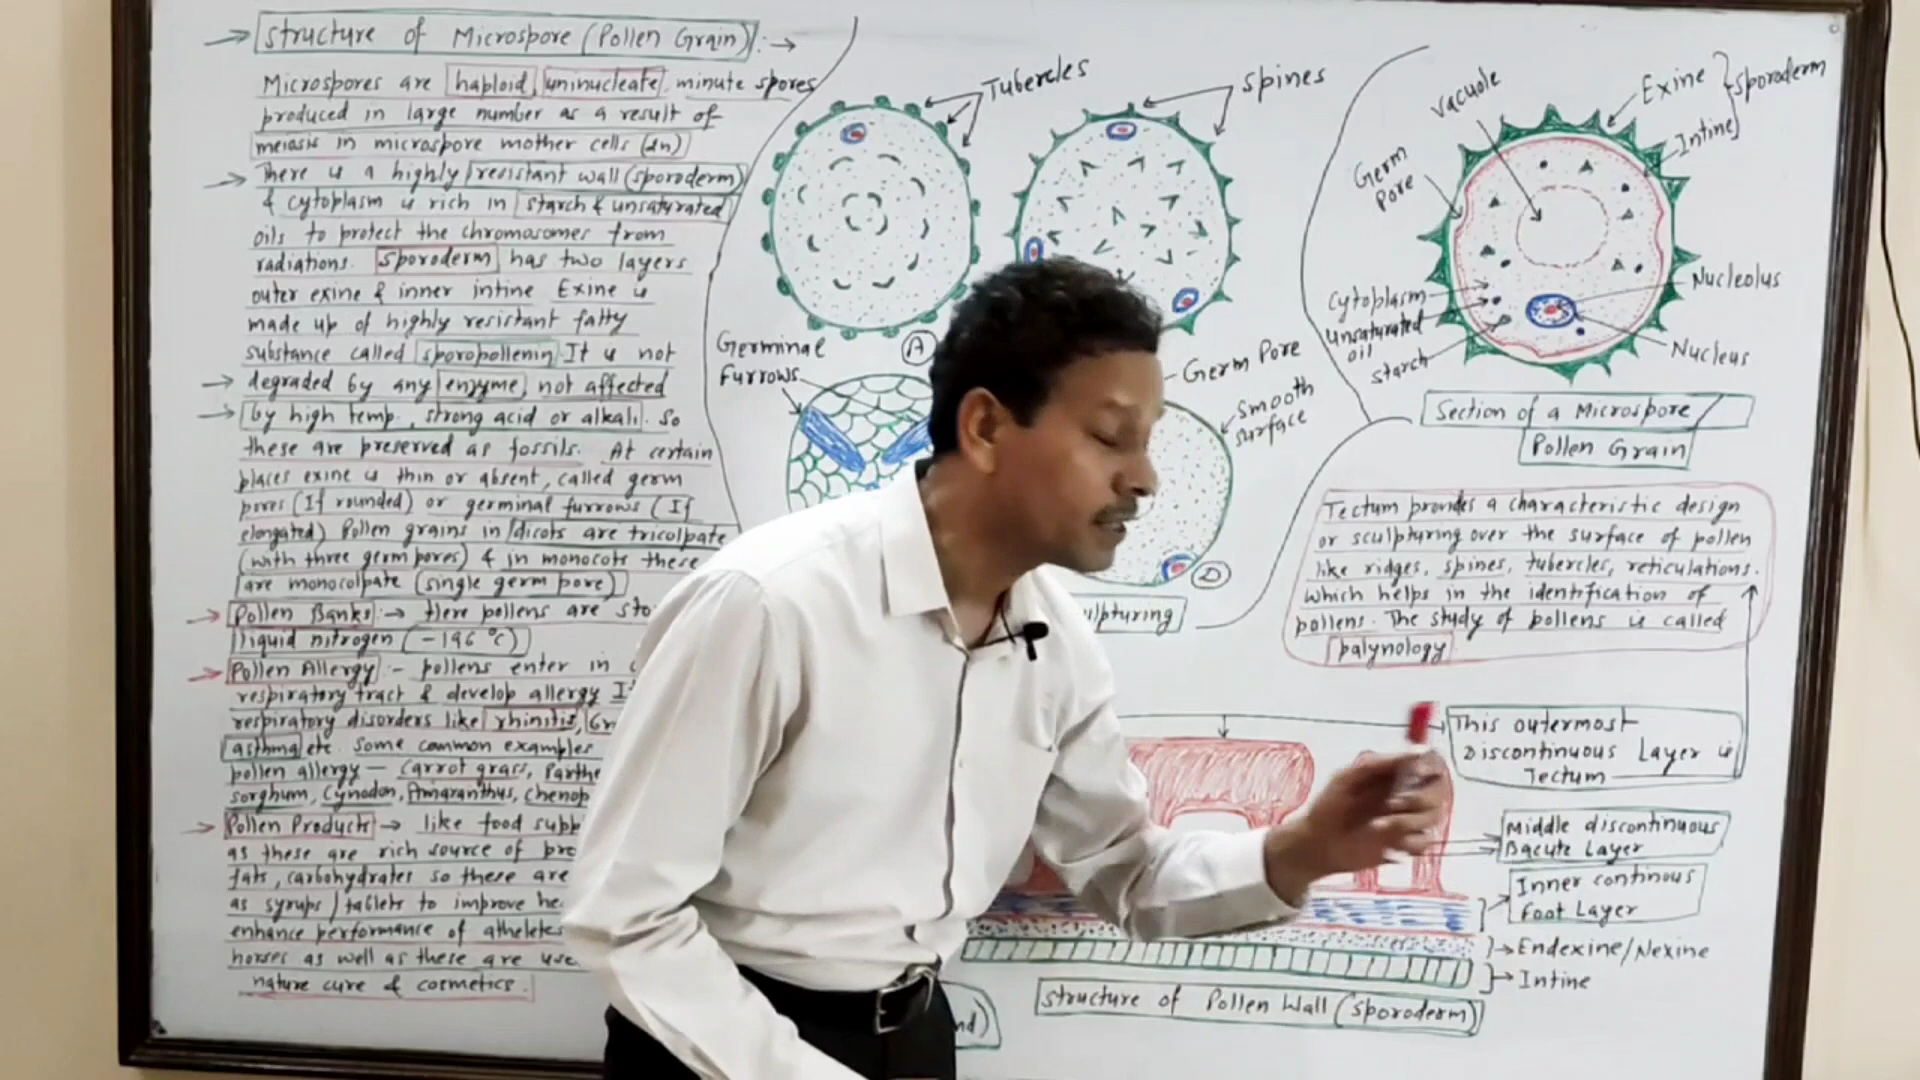 Structure of Microspore (Pollen Grain) :→
Microspores are haploid, uninucleate, minute spores
produced in large number as a result of
meiosis in microspore mother cells (2n)
There is a highly resistant wall (sporoderm)
& cytoplasm is rich in starch & unsaturated
oils to protect the chromosomes from
radiations. Sporoderm has two layers
outer exine & inner intine Exine is
made up of highly resistant fatty
substance called sporopollenin It is not
degraded by any enzyme, not affected
by high temp, strong acid or alkali. So
these are preserved as fossils. At certain
places exine is thin or absent, called germ
pores (If rounded) or germinal furrows (If
elongated) Pollen grains in dicots are tricolpate
(with three germ pores) & in monocots these
are monocolpate (single germ pore)
Pollen Banks :→ Here pollens are sto
liquid nitrogen (-196 °C)
Pollen Allergy :- pollens enter in
respiratory tract & develop allergy
respiratory disorders like rhinitis,
asthma etc. Some common examples
pollen allergy — Carrot grass, Parthe
sorghum, Cynodon, Amaranthus, chenop
Pollen Products → like food supp
as these are rich source of pro
fats, carbohydrates so these are
as syrups / tablets to improve he
enhance performance of atheletes
horses as well as these are use
nature cure & cosmetics.
Tubercles
Spines
A
Germinal
Furrows
Germ Pore
smooth
surface
D
ulpturing
Vacuole
Exine
Sporoderm
Intine
Germ
Pore
Cytoplasm
unsaturated
oil
starch
Nucleolus
Nucleus
Section of a Microspore /
Pollen Grain
Tectum provides a characteristic design
or sculpturing over the surface of pollen
like ridges, spines, tubercles, reticulations.
which helps in the identification of
pollens. The study of pollens is called
palynology
This outermost
Discontinuous Layer is
Tectum
Middle discontinuous
Bacute Layer
Inner continous
Foot Layer
Endexine/Nexine
Intine
Structure of Pollen Wall (Sporoderm)
nd)